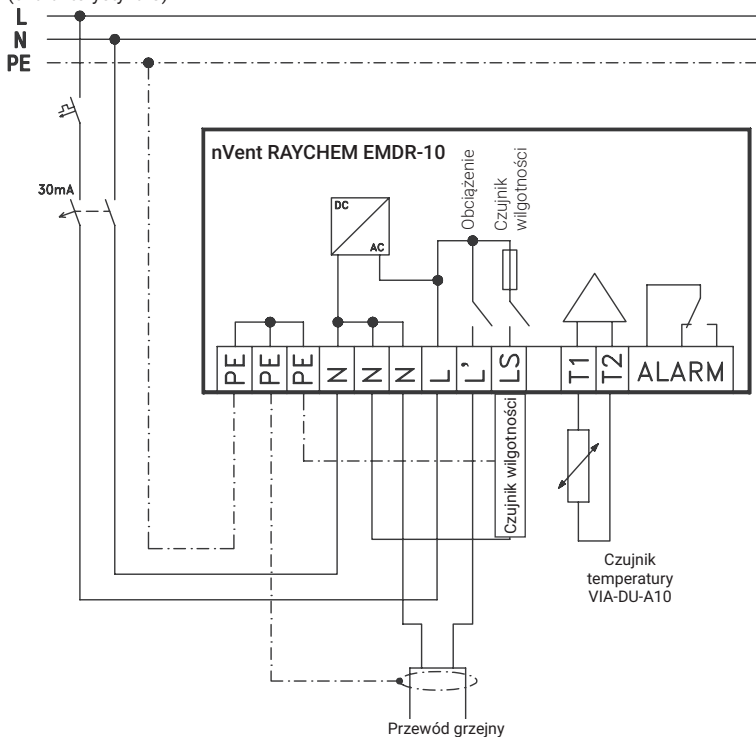 L
N
PE
30mA
nVent RAYCHEM EMDR-10
Obciążenie
Czujnik
wilgotności
DC
AC
PE
PE
PE
N
N
N
L
L'
LS
T1
T2
ALARM
Czujnik wilgotności
Czujnik
temperatury
VIA-DU-A10
Przewód grzejny